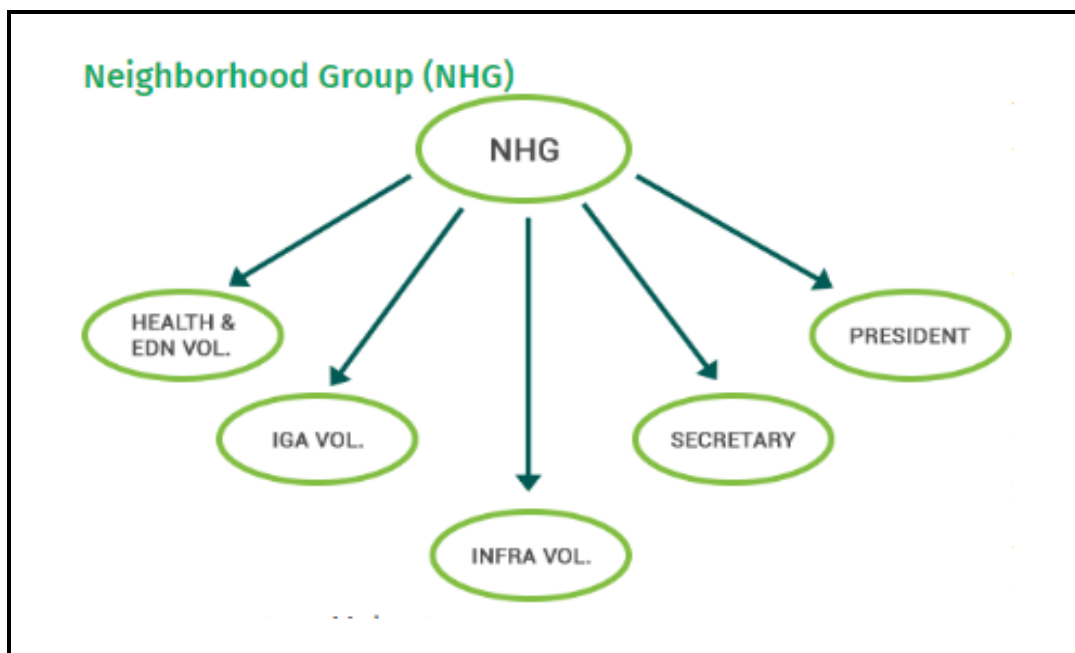 Neighborhood Group (NHG)
NHG
HEALTH &
EDN VOL.
PRESIDENT
IGA VOL.
SECRETARY
INFRA VOL.